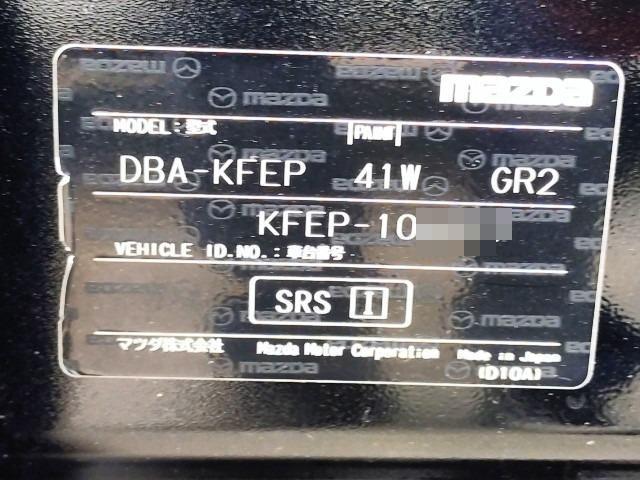 mazda
MODEL：型式 PAINT
DBA-KFEP 41W GR2
KFEP-10
VEHICLE ID.NO.：車台番号
SRS I
マツダ株式会社 Mazda Motor Corporation Made in Japan
(D10A)